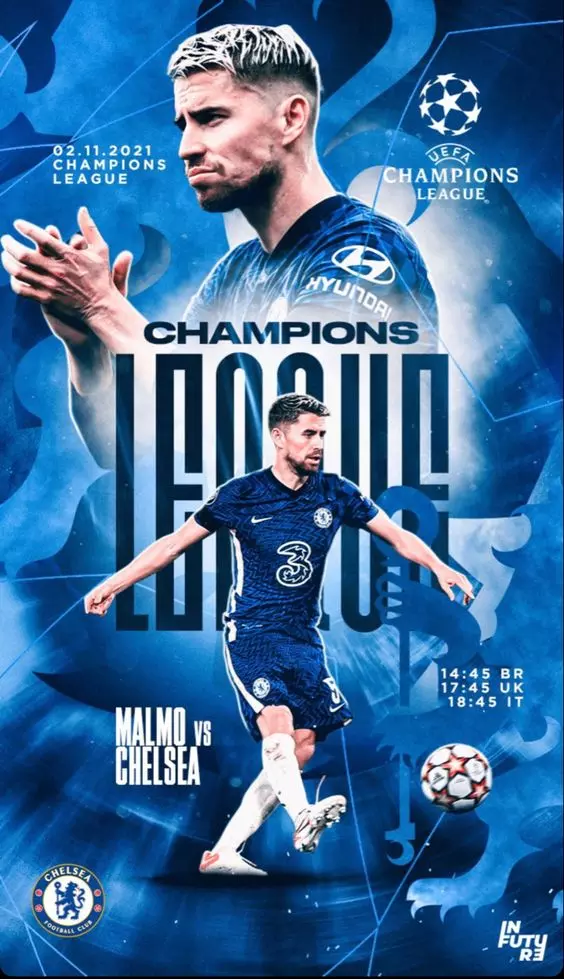 02.11.2021
CHAMPIONS
LEAGUE
UEFA
CHAMPIONS
LEAGUE
HYUNDAI
CHAMPIONS
LEAGUE
3
14:45 BR
17:45 UK
18:45 IT
MALMO VS
CHELSEA
CHELSEA
FOOTBALL CLUB
IN
FUTU
RE